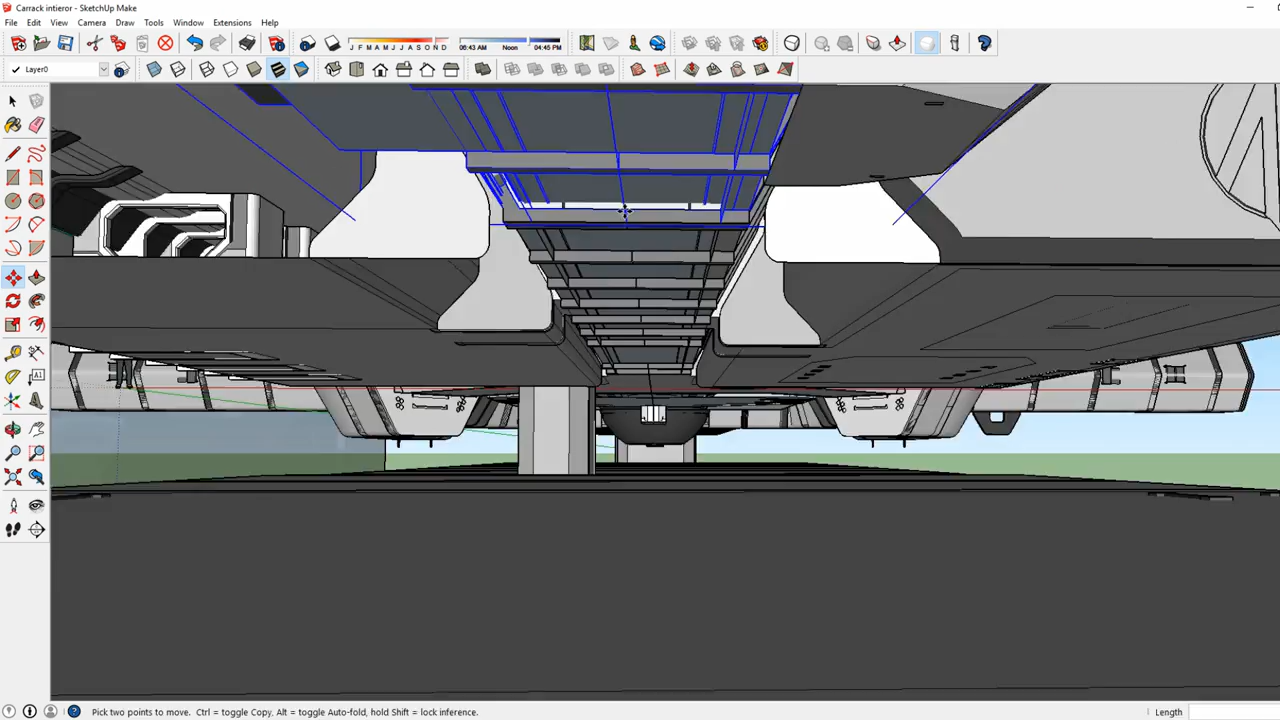 Carrack intieror - SketchUp Make
File Edit View Camera Draw Tools Window Extensions Help
J F M A M J J A S O N D 06:43 AM Noon 04:45 PM
Layer0
A1
Pick two points to move. Ctrl = toggle Copy, Alt = toggle Auto-fold, hold Shift = lock inference. Length